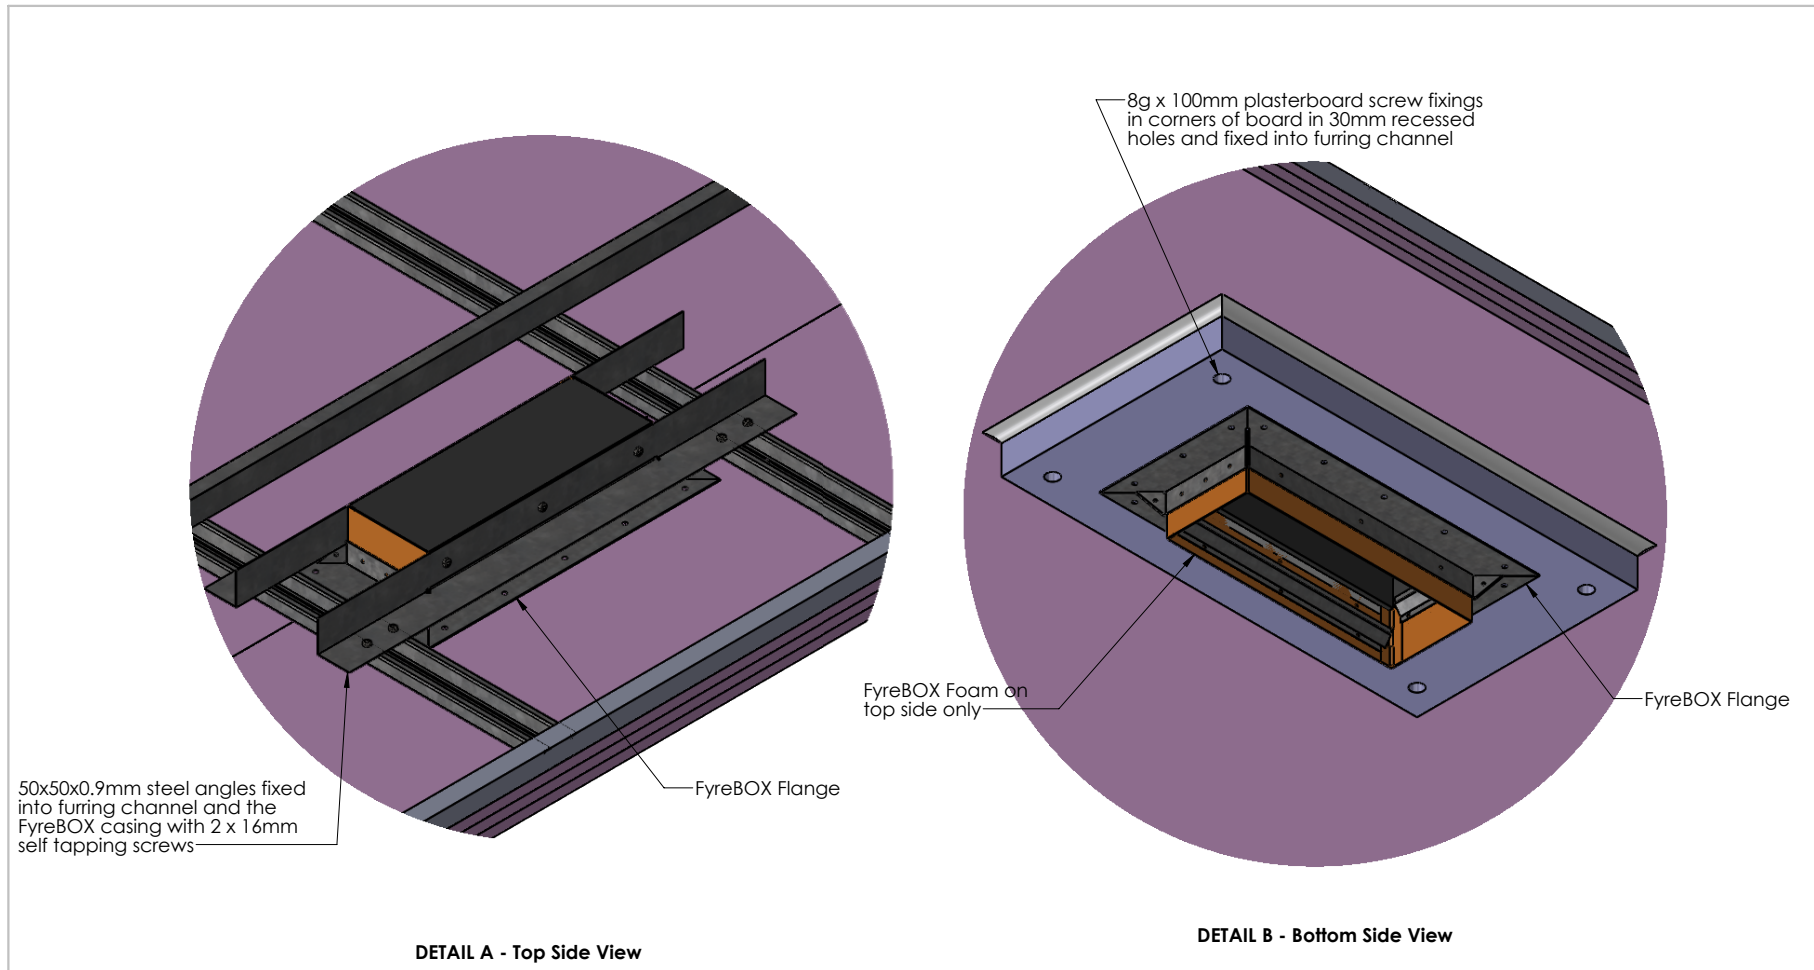 8g x 100mm plasterboard screw fixings
in corners of board in 30mm recessed
holes and fixed into furring channel
FyreBOX Foam on
top side only
FyreBOX Flange
50x50x0.9mm steel angles fixed
into furring channel and the
FyreBOX casing with 2 x 16mm
self tapping screws
FyreBOX Flange
DETAIL A - Top Side View
DETAIL B - Bottom Side View